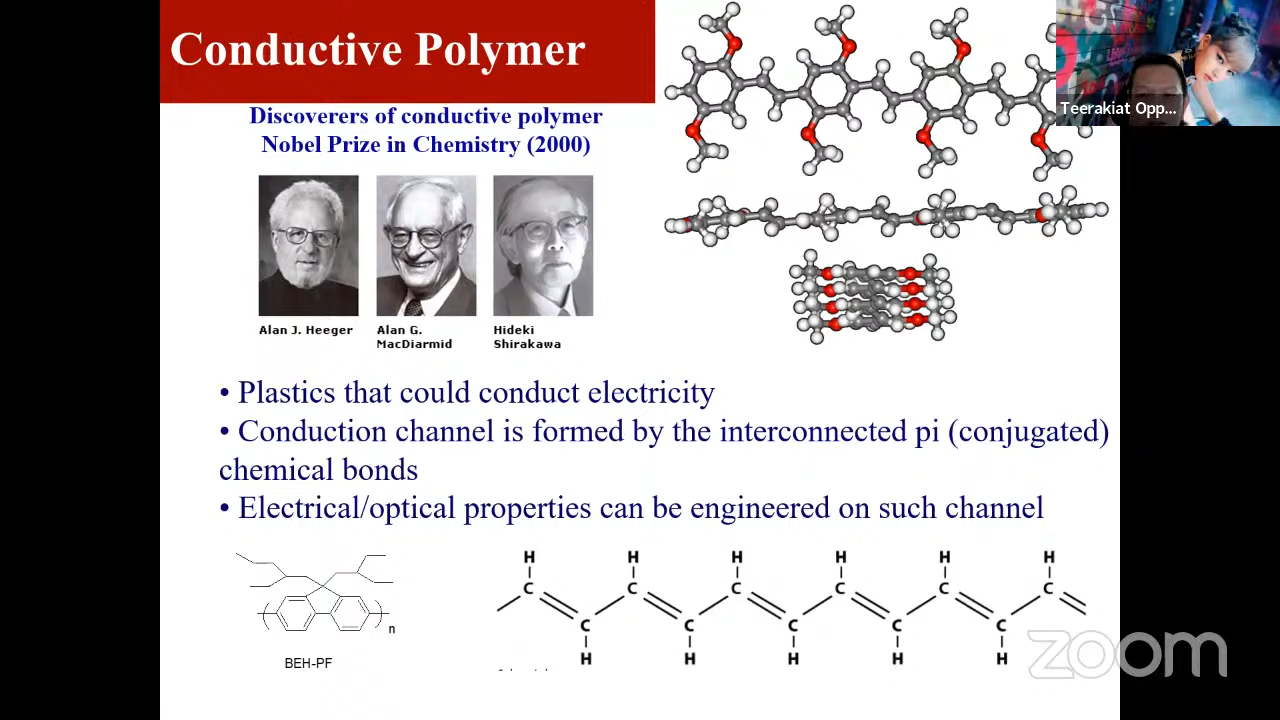 Conductive Polymer
Teerakiat Opp...
Discoverers of conductive polymer
Nobel Prize in Chemistry (2000)
Alan J. Heeger
Alan G.
MacDiarmid
Hideki
Shirakawa
• Plastics that could conduct electricity
• Conduction channel is formed by the interconnected pi (conjugated)
chemical bonds
• Electrical/optical properties can be engineered on such channel
n
BEH-PF
H H H H H H
C C C C C C
C C C C C
H H H H H
zoom